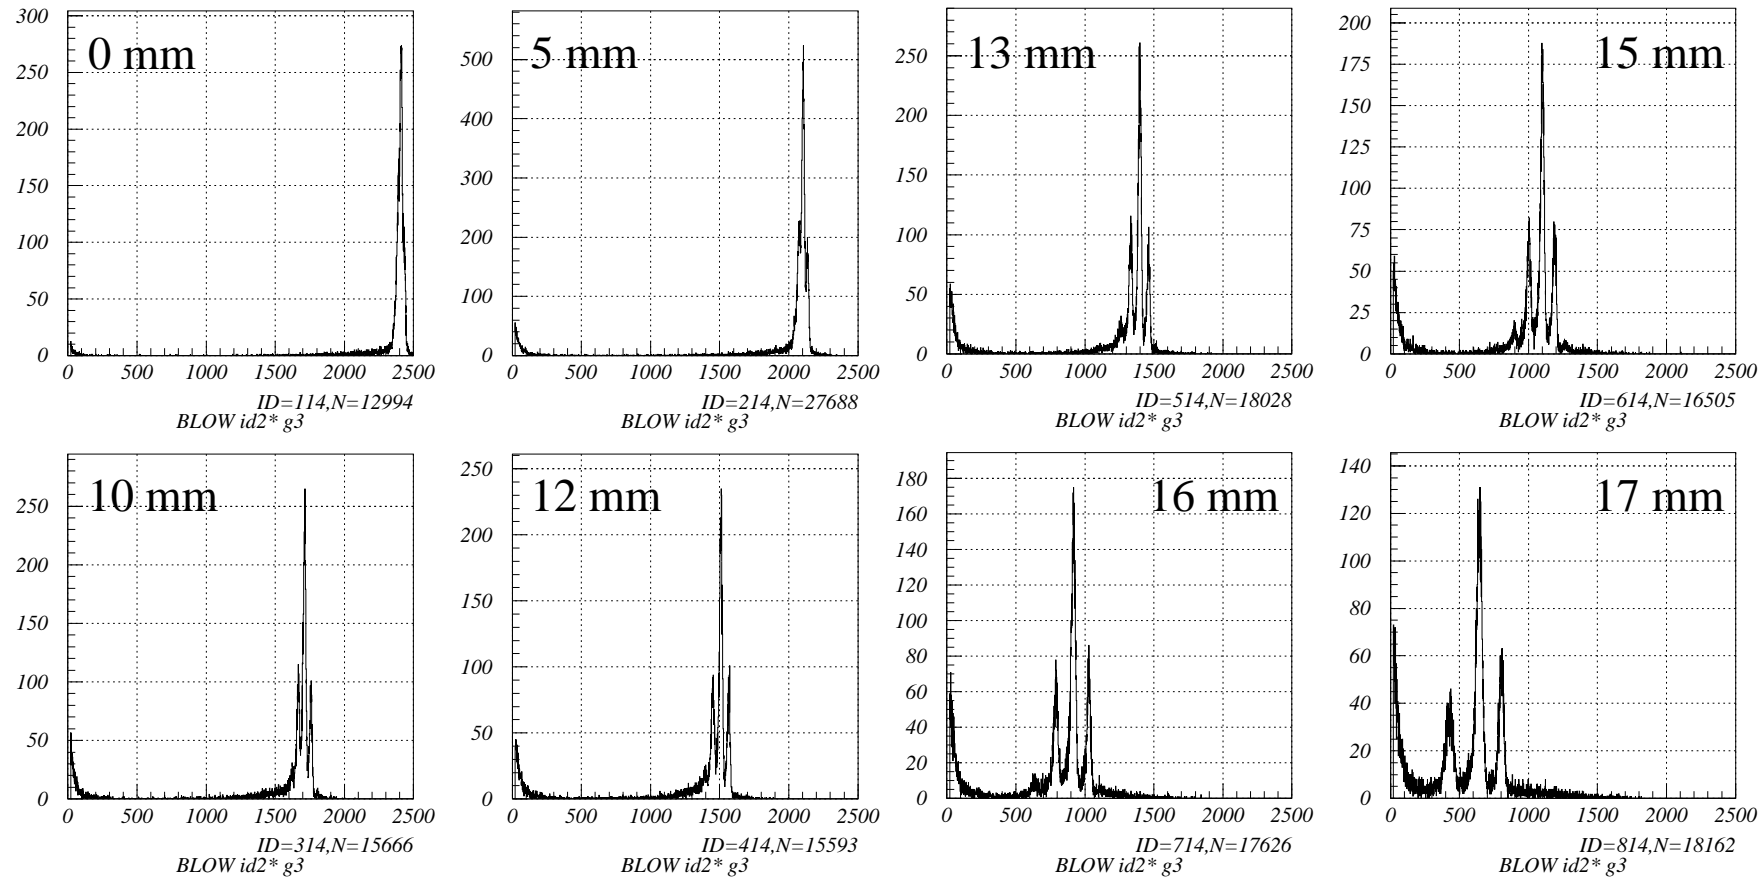 0 mm
300
250
200
150
100
50
0
0 500 1000 1500 2000 2500
ID=114,N=12994
BLOW id2* g3
5 mm
500
400
300
200
100
0
0 500 1000 1500 2000 2500
ID=214,N=27688
BLOW id2* g3
13 mm
250
200
150
100
50
0
0 500 1000 1500 2000 2500
ID=514,N=18028
BLOW id2* g3
15 mm
200
175
150
125
100
75
50
25
0
0 500 1000 1500 2000 2500
ID=614,N=16505
BLOW id2* g3
10 mm
250
200
150
100
50
0
0 500 1000 1500 2000 2500
ID=314,N=15666
BLOW id2* g3
12 mm
250
200
150
100
50
0
0 500 1000 1500 2000 2500
ID=414,N=15593
BLOW id2* g3
16 mm
180
160
140
120
100
80
60
40
20
0
0 500 1000 1500 2000 2500
ID=714,N=17626
BLOW id2* g3
17 mm
140
120
100
80
60
40
20
0
0 500 1000 1500 2000 2500
ID=814,N=18162
BLOW id2* g3